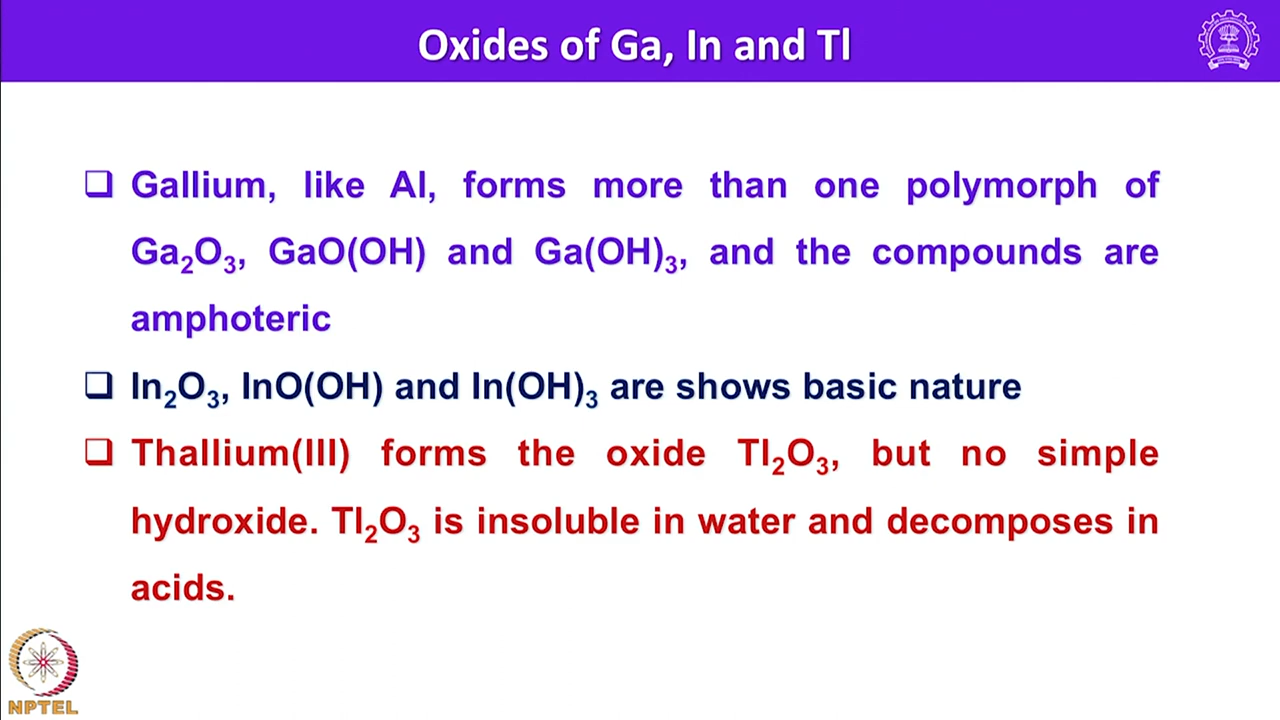 Oxides of Ga, In and Tl
❑ Gallium, like Al, forms more than one polymorph of
Ga₂O₃, GaO(OH) and Ga(OH)₃, and the compounds are
amphoteric
❑ In₂O₃, InO(OH) and In(OH)₃ are shows basic nature
❑ Thallium(III) forms the oxide Tl₂O₃, but no simple
hydroxide. Tl₂O₃ is insoluble in water and decomposes in
acids.
NPTEL